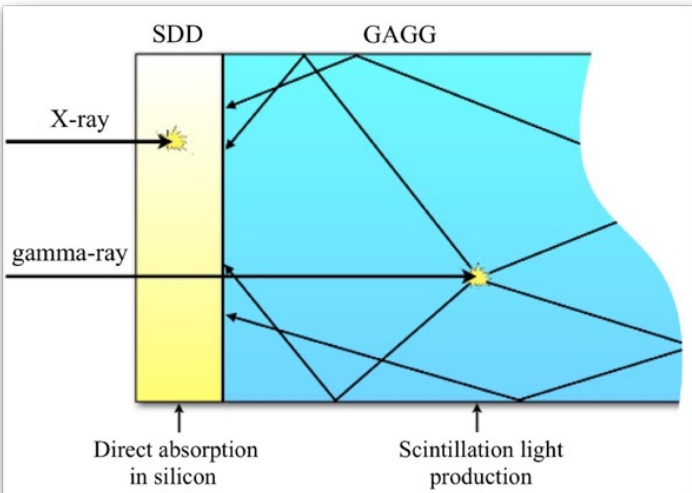 SDD
GAGG
X-ray
gamma-ray
Direct absorption
in silicon
Scintillation light
production